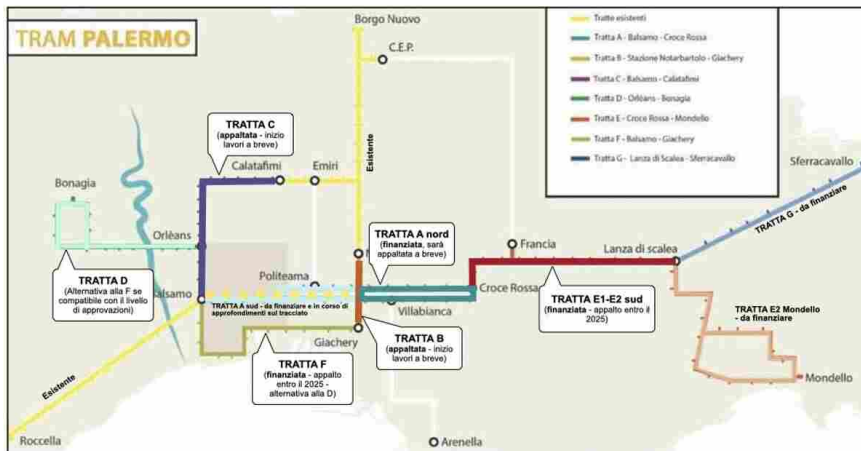 TRAM PALERMO
Borgo Nuovo
C.E.P.
Tratte esistenti
Tratta A - Balsamo - Croce Rossa
Tratta B - Stazione Notarbartolo - Giachery
Tratta C - Balsamo - Calatafimi
Tratta D - Orlèans - Bonagia
Tratta E - Croce Rossa - Mondello
Tratta F - Balsamo - Giachery
Tratta G - Lanza di Scalea - Sferracavallo
TRATTA C
(appaltata - inizio
lavori a breve)
Calatafimi
Emiri
Esistente
Sferracavallo
TRATTA G - da finanziare
Bonagia
Orlèans
TRATTA A nord
(finanziata, sarà
appaltata a breve)
Francia
Lanza di scalea
TRATTA D
(Alternativa alla F se
compatibile con il livello
di approvazioni)
Politeama
Croce Rossa
TRATTA E1-E2 sud
(finanziata - appalto entro il
2025)
TRATTA A sud - da finanziare e in corso di
approfondimenti sul tracciato
Villabianca
TRATTA E2 Mondello
- da finanziare
Giachery
TRATTA B
(appaltata - inizio
lavori a breve)
TRATTA F
(finanziata - appalto
entro il 2025 -
alternativa alla D)
Mondello
Esistente
Roccella
Arenella